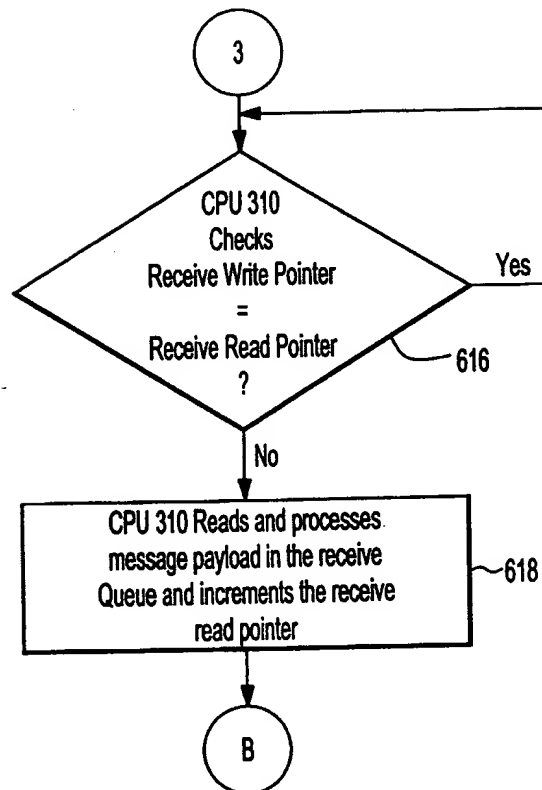 3
CPU 310
Checks
Receive Write Pointer
=
Receive Read Pointer
?
Yes
616
No
CPU 310 Reads and processes
message payload in the receive
Queue and increments the receive
read pointer
618
B